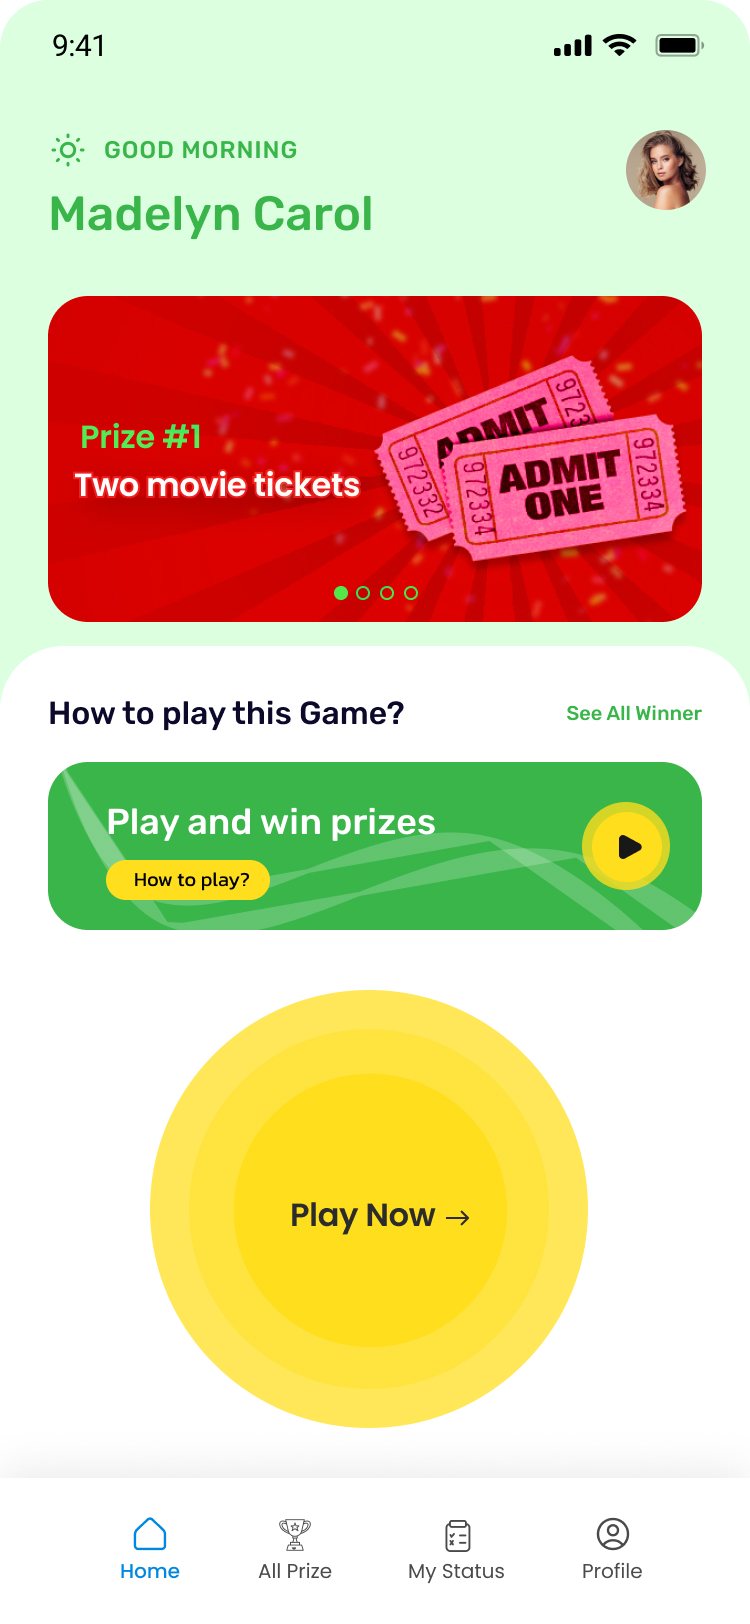 9:41
GOOD MORNING
Madelyn Carol
Prize #1
Two movie tickets
ADMIT
972332
ADMIT
ONE
972334
972334
How to play this Game?
See All Winner
Play and win prizes
How to play?
Play Now →
Home
All Prize
My Status
Profile